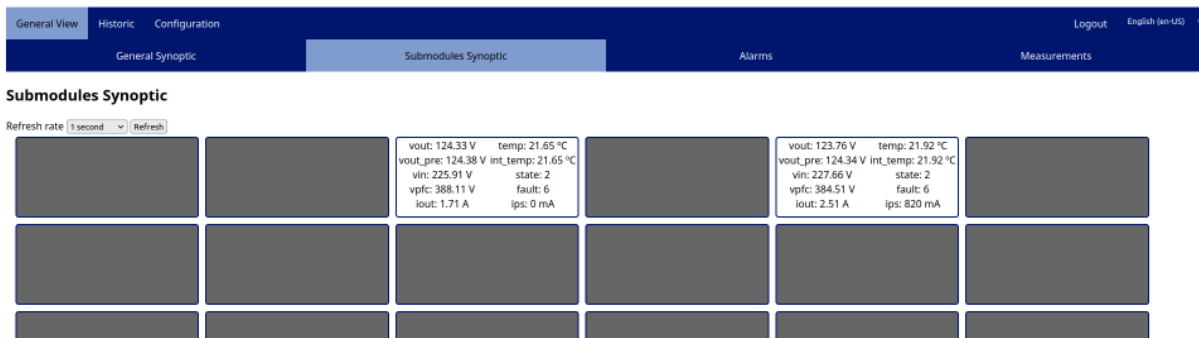 General View Historic Configuration Logout English (en-US)
General Synoptic Submodules Synoptic Alarms Measurements
Submodules Synoptic
Refresh rate 1 second Refresh
vout: 124.33 V temp: 21.65 ºC
vout_pre: 124.38 V int_temp: 21.65 ºC
vin: 225.91 V state: 2
vpfc: 388.11 V fault: 6
iout: 1.71 A ips: 0 mA
vout: 123.76 V temp: 21.92 ºC
vout_pre: 124.34 V int_temp: 21.92 ºC
vin: 227.66 V state: 2
vpfc: 384.51 V fault: 6
iout: 2.51 A ips: 820 mA